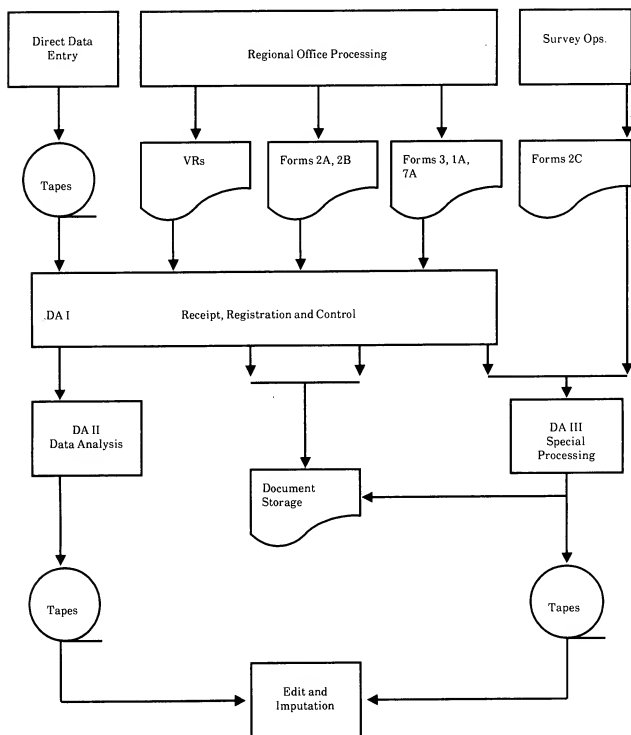 Direct Data
Entry
Regional Office Processing
Survey Ops.
Tapes
VRs
Forms 2A, 2B
Forms 3, 1A,
7A
Forms 2C
DA I
Receipt, Registration and Control
DA II
Data Analysis
DA III
Special
Processing
Document
Storage
Tapes
Tapes
Edit and
Imputation